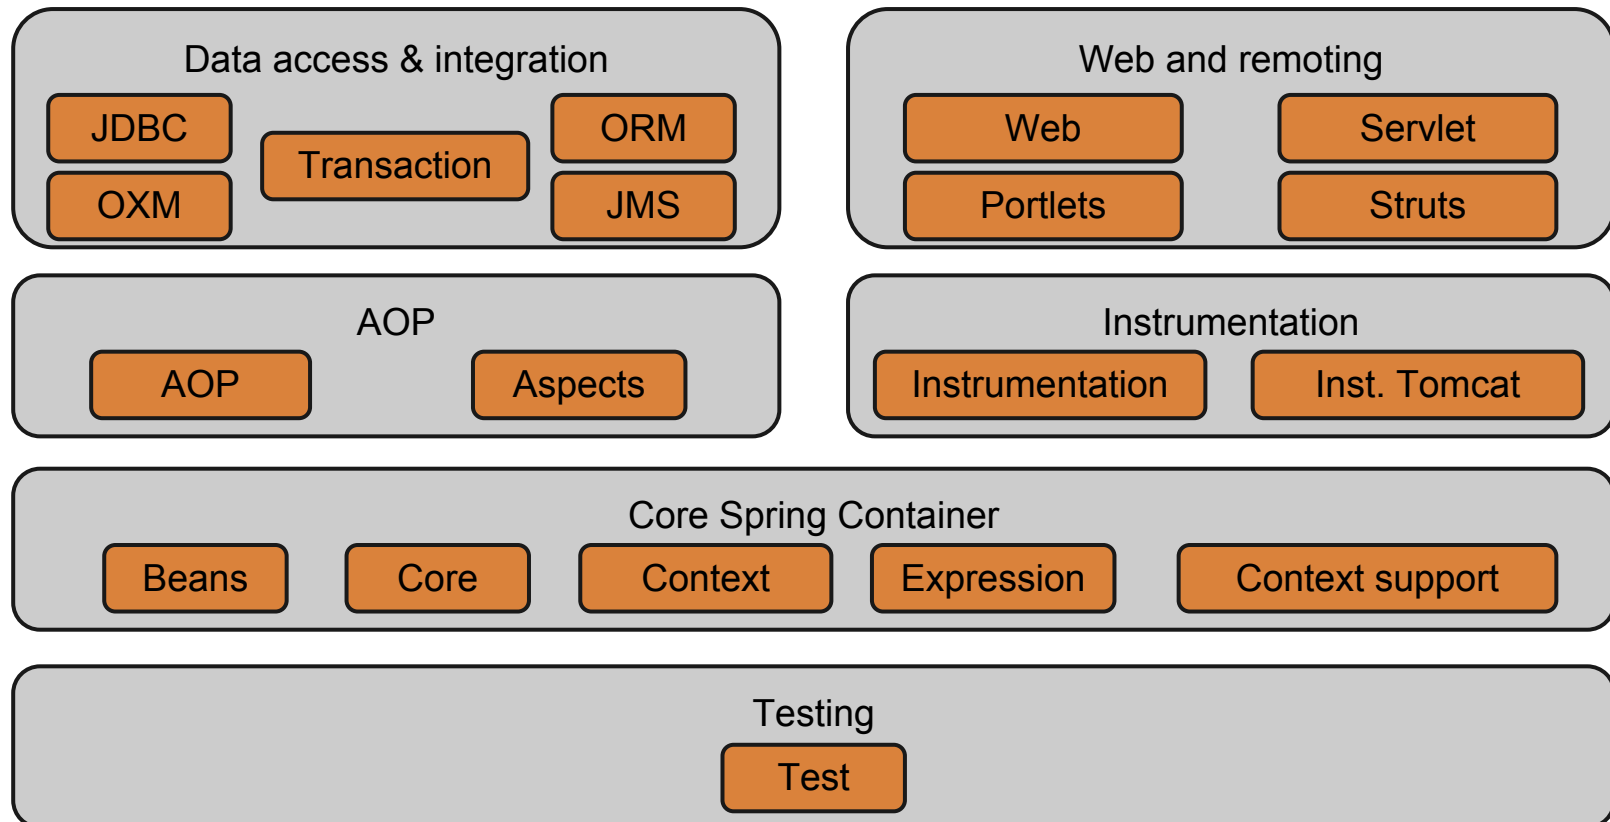 Data access & integration
JDBC
Transaction
ORM
OXM
JMS
Web and remoting
Web
Servlet
Portlets
Struts
AOP
AOP
Aspects
Instrumentation
Instrumentation
Inst. Tomcat
Core Spring Container
Beans
Core
Context
Expression
Context support
Testing
Test